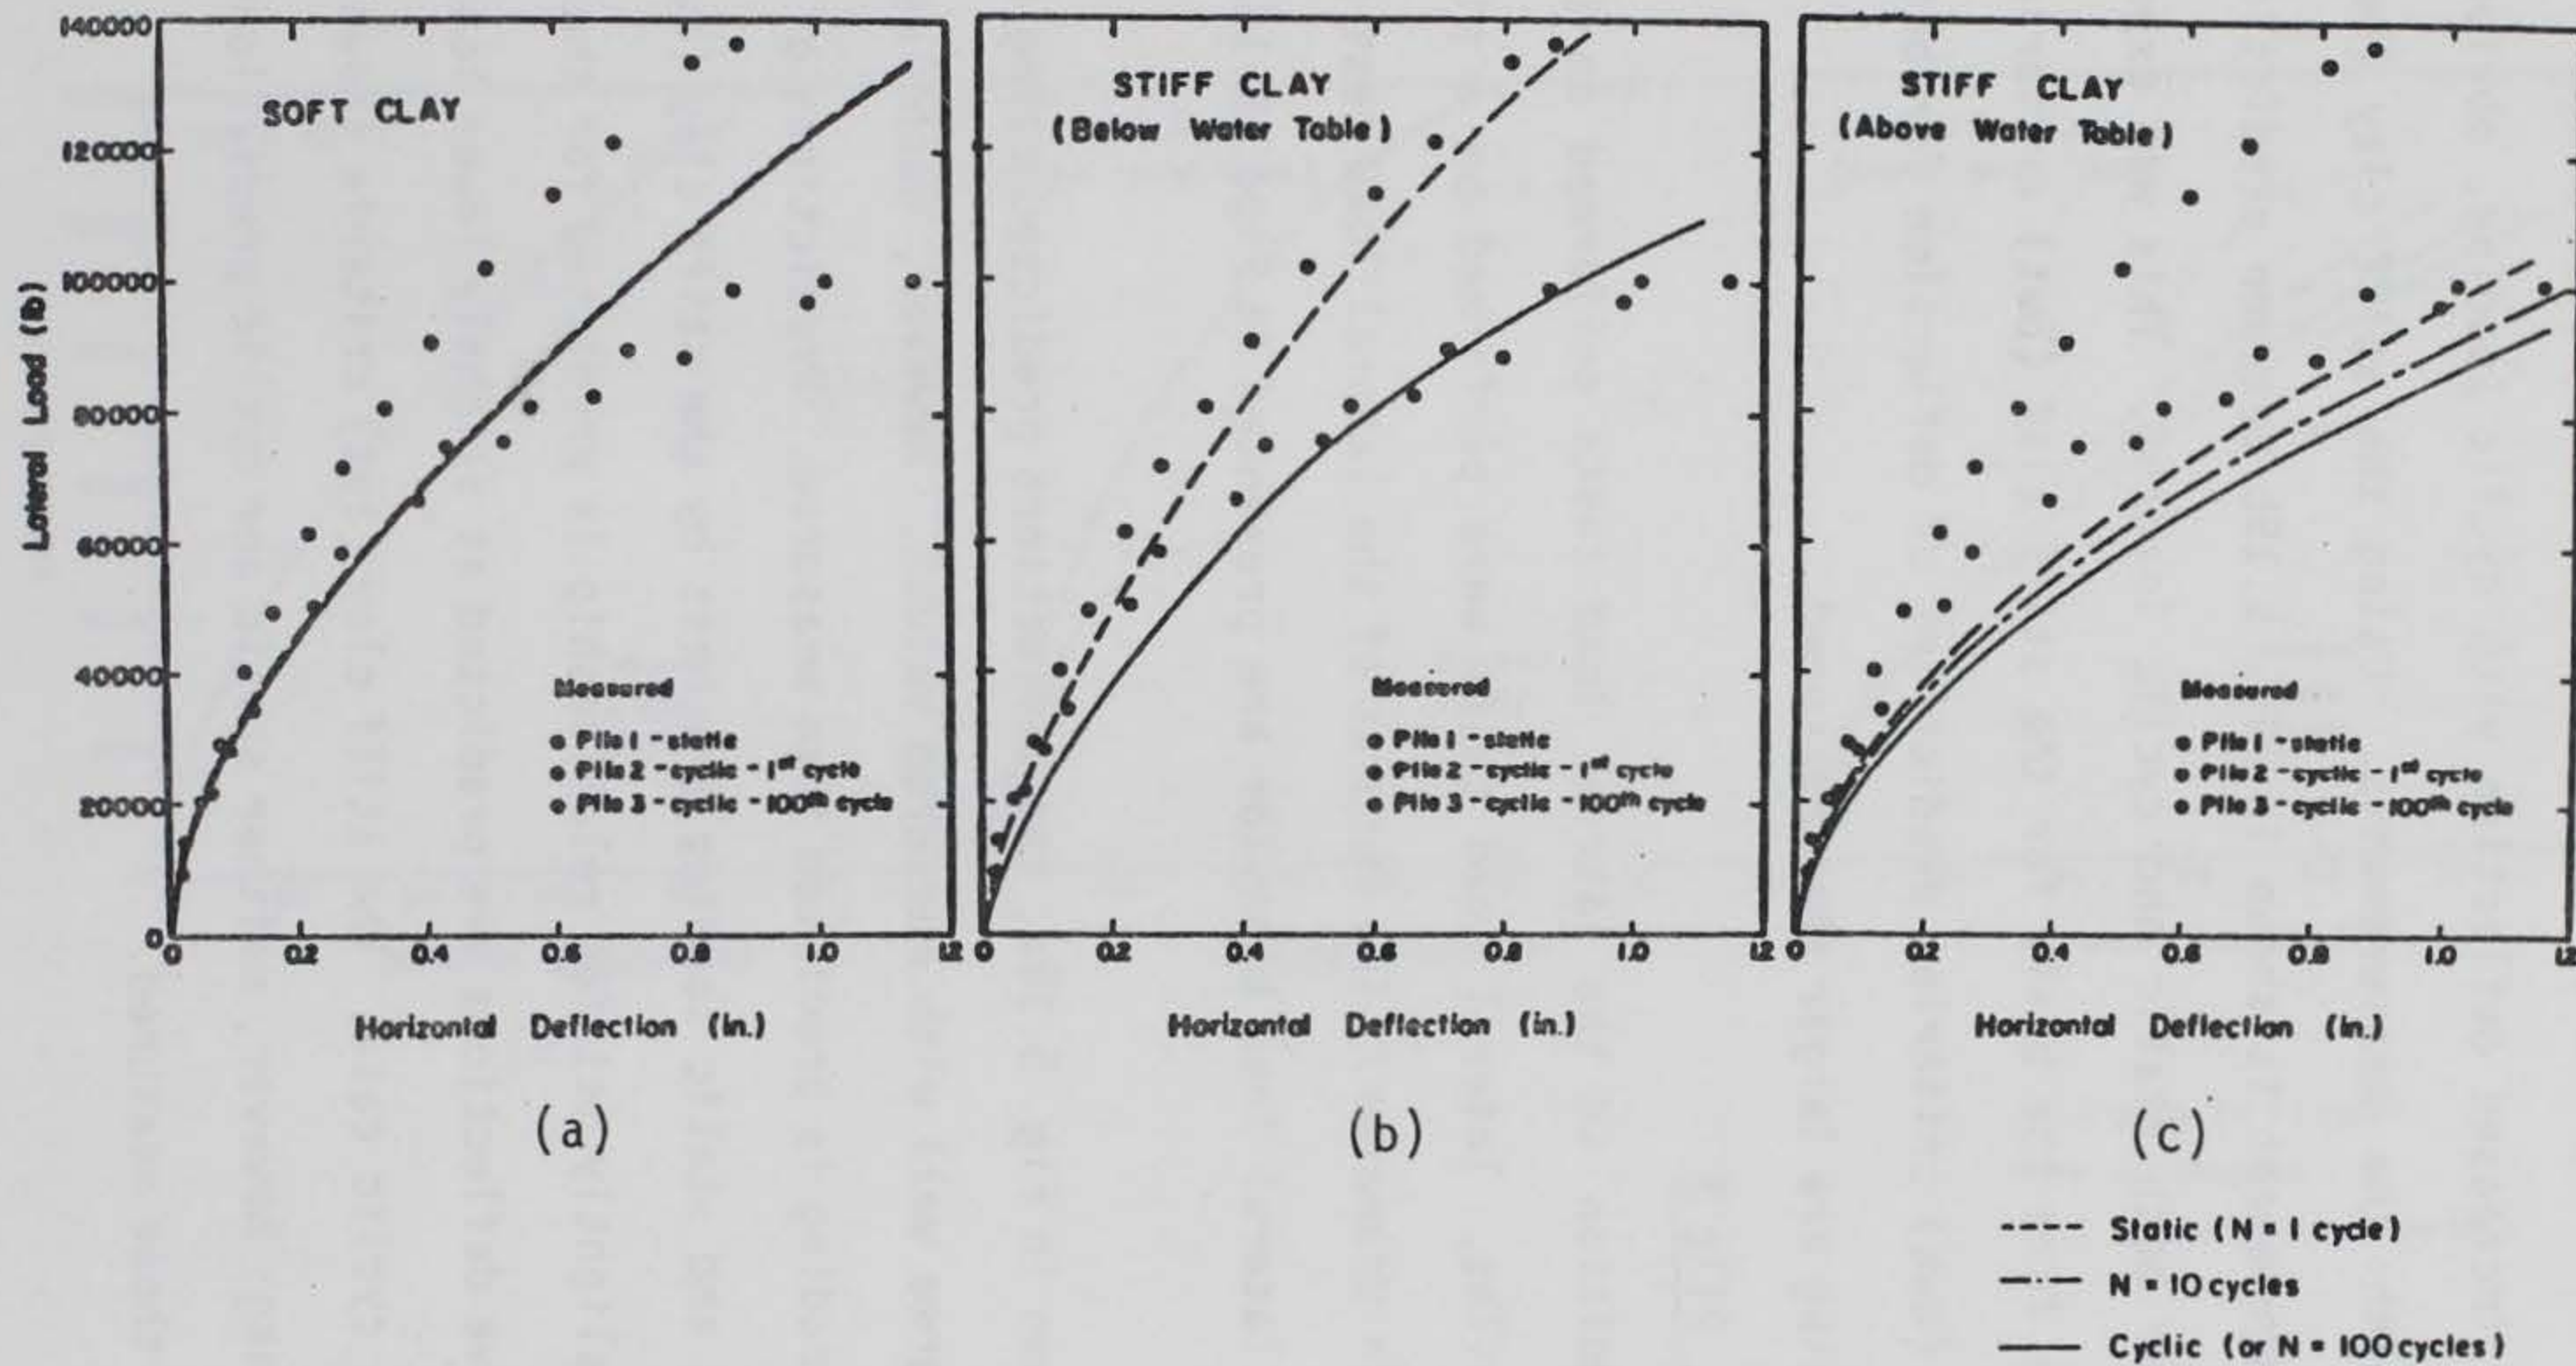 140000
120000
100000
80000
60000
40000
20000
0
Lateral Load (lb)
SOFT CLAY
Measured
Pile 1 - static
Pile 2 - cyclic - 1st cycle
Pile 3 - cyclic - 100th cycle
0 0.2 0.4 0.6 0.8 1.0 1.2
Horizontal Deflection (in.)
(a)
STIFF CLAY
(Below Water Table)
Measured
Pile 1 - static
Pile 2 - cyclic - 1st cycle
Pile 3 - cyclic - 100th cycle
0 0.2 0.4 0.6 0.8 1.0 1.2
Horizontal Deflection (in.)
(b)
STIFF CLAY
(Above Water Table)
Measured
Pile 1 - static
Pile 2 - cyclic - 1st cycle
Pile 3 - cyclic - 100th cycle
0 0.2 0.4 0.6 0.8 1.0 1.2
Horizontal Deflection (in.)
(c)
Static (N = 1 cycle)
N = 10 cycles
Cyclic (or N = 100 cycles)